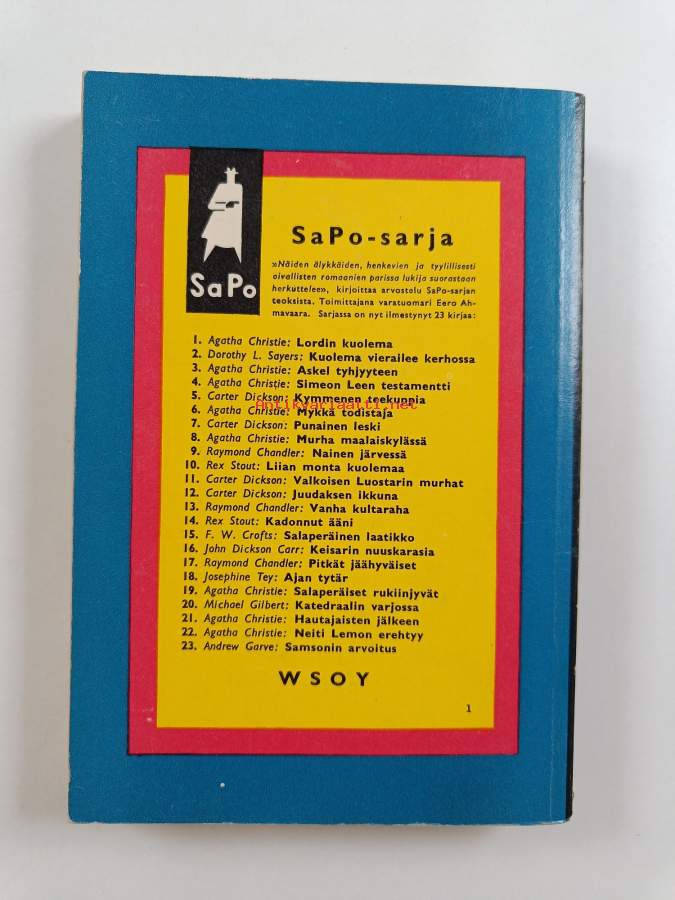 SaPo
SaPo-sarja
»Näiden älykkäiden, henkevien ja tyylillisesti
oivallisten romaanien parissa lukija suorastaan
herkuttelee», kirjoittaa arvostelu SaPo-sarjan
teoksista. Toimittajana varatuomari Eero Ah-
mavaara. Sarjassa on nyt ilmestynyt 23 kirjaa:
1. Agatha Christie: Lordin kuolema
2. Dorothy L. Sayers: Kuolema vierailee kerhossa
3. Agatha Christie: Askel tyhjyyteen
4. Agatha Christie: Simeon Leen testamentti
5. Carter Dickson: Kymmenen teekuppia
Antikvariaatti.net
6. Agatha Christie: Mykkä todistaja
7. Carter Dickson: Punainen leski
8. Agatha Christie: Murha maalaiskylässä
9. Raymond Chandler: Nainen järvessä
10. Rex Stout: Liian monta kuolemaa
11. Carter Dickson: Valkoisen Luostarin murhat
12. Carter Dickson: Juudaksen ikkuna
13. Raymond Chandler: Vanha kultaraha
14. Rex Stout: Kadonnut ääni
15. F. W. Crofts: Salaperäinen laatikko
16. John Dickson Carr: Keisarin nuuskarasia
17. Raymond Chandler: Pitkät jäähyväiset
18. Josephine Tey: Ajan tytär
19. Agatha Christie: Salaperäiset rukiinjyvät
20. Michael Gilbert: Katedraalin varjossa
21. Agatha Christie: Hautajaisten jälkeen
22. Agatha Christie: Neiti Lemon erehtyy
23. Andrew Garve: Samsonin arvoitus
WSOY
1